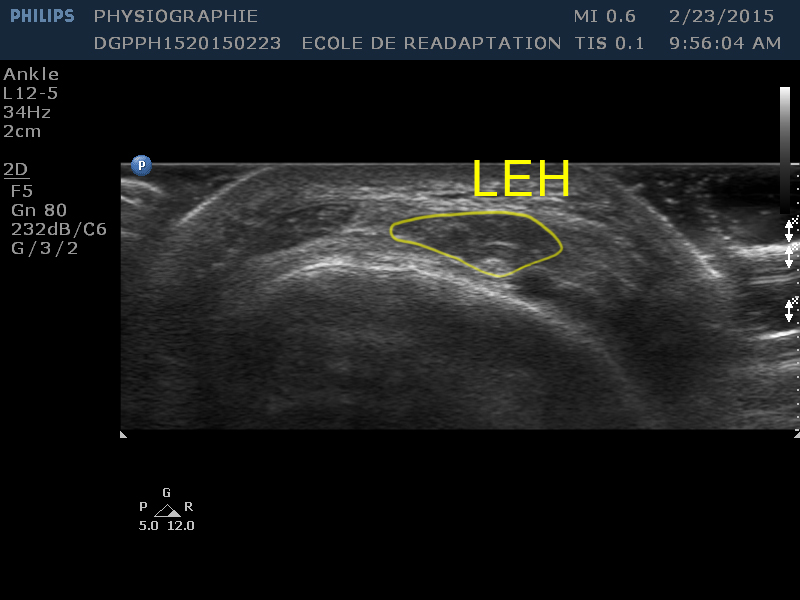 PHILIPS PHYSIOGRAPHIE MI 0.6 2/23/2015
DGPPH1520150223 ECOLE DE READAPTATION TIS 0.1 9:56:04 AM
Ankle
L12-5
34Hz
2cm
2D
F5
Gn 80
232dB/C6
G/3/2
P
LEH
G
P R
5.0 12.0